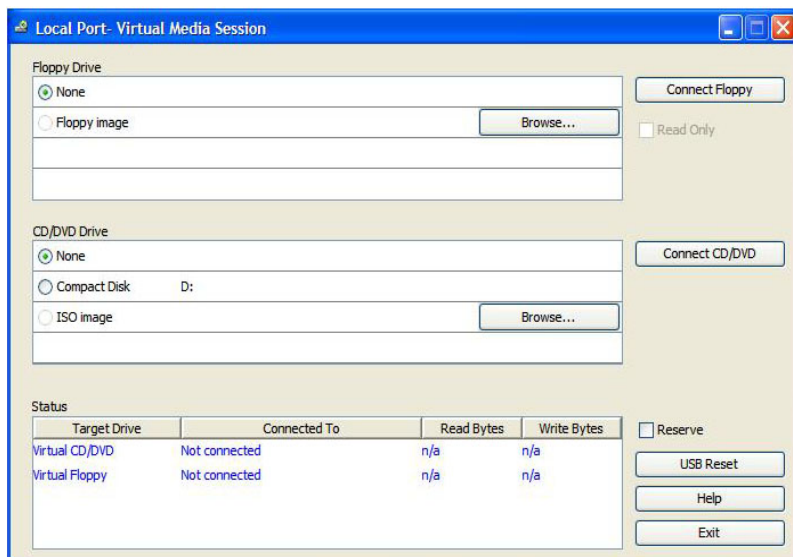 Local Port- Virtual Media Session
Floppy Drive
None
Connect Floppy
Floppy image
Browse...
Read Only
CD/DVD Drive
None
Connect CD/DVD
Compact Disk D:
ISO image
Browse...
Status
Target Drive Connected To Read Bytes Write Bytes
Reserve
Virtual CD/DVD Not connected n/a n/a
Virtual Floppy Not connected n/a n/a
USB Reset
Help
Exit